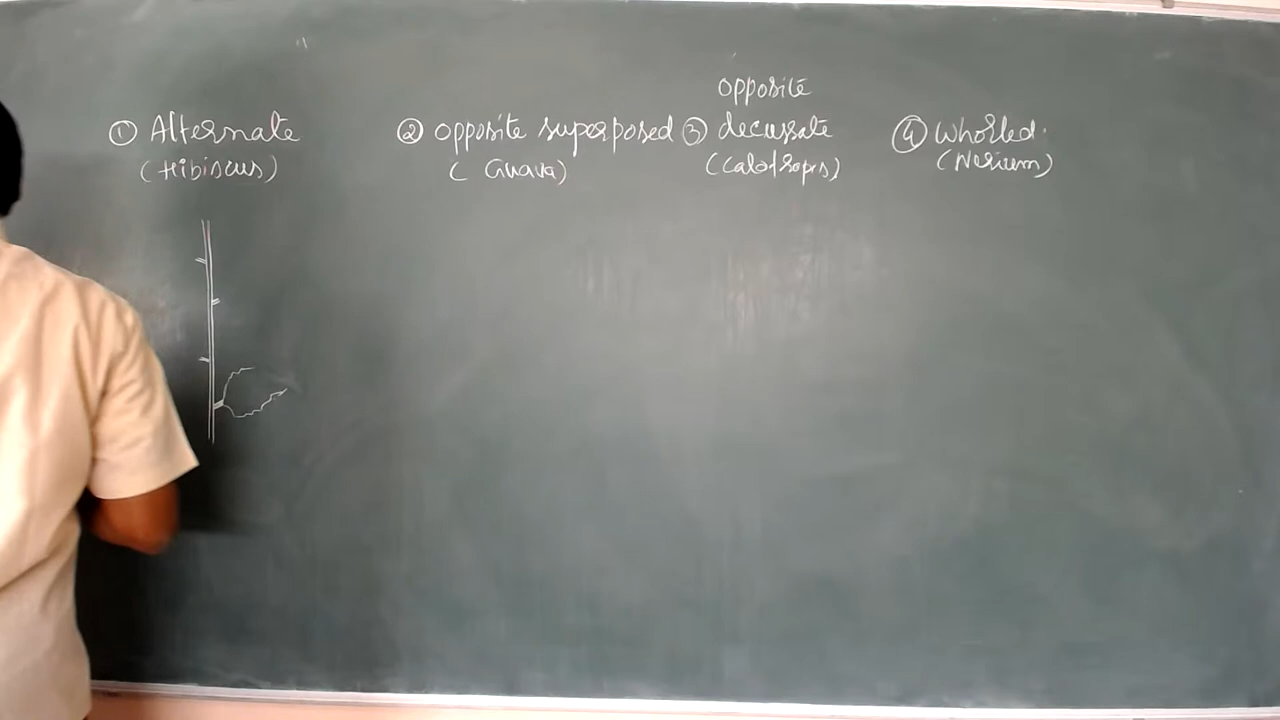 ① Alternate
(Hibiscus)
② opposite superposed
( Guava)
opposite
③ decussate
(calotropis)
④ whorled.
(Nerium)